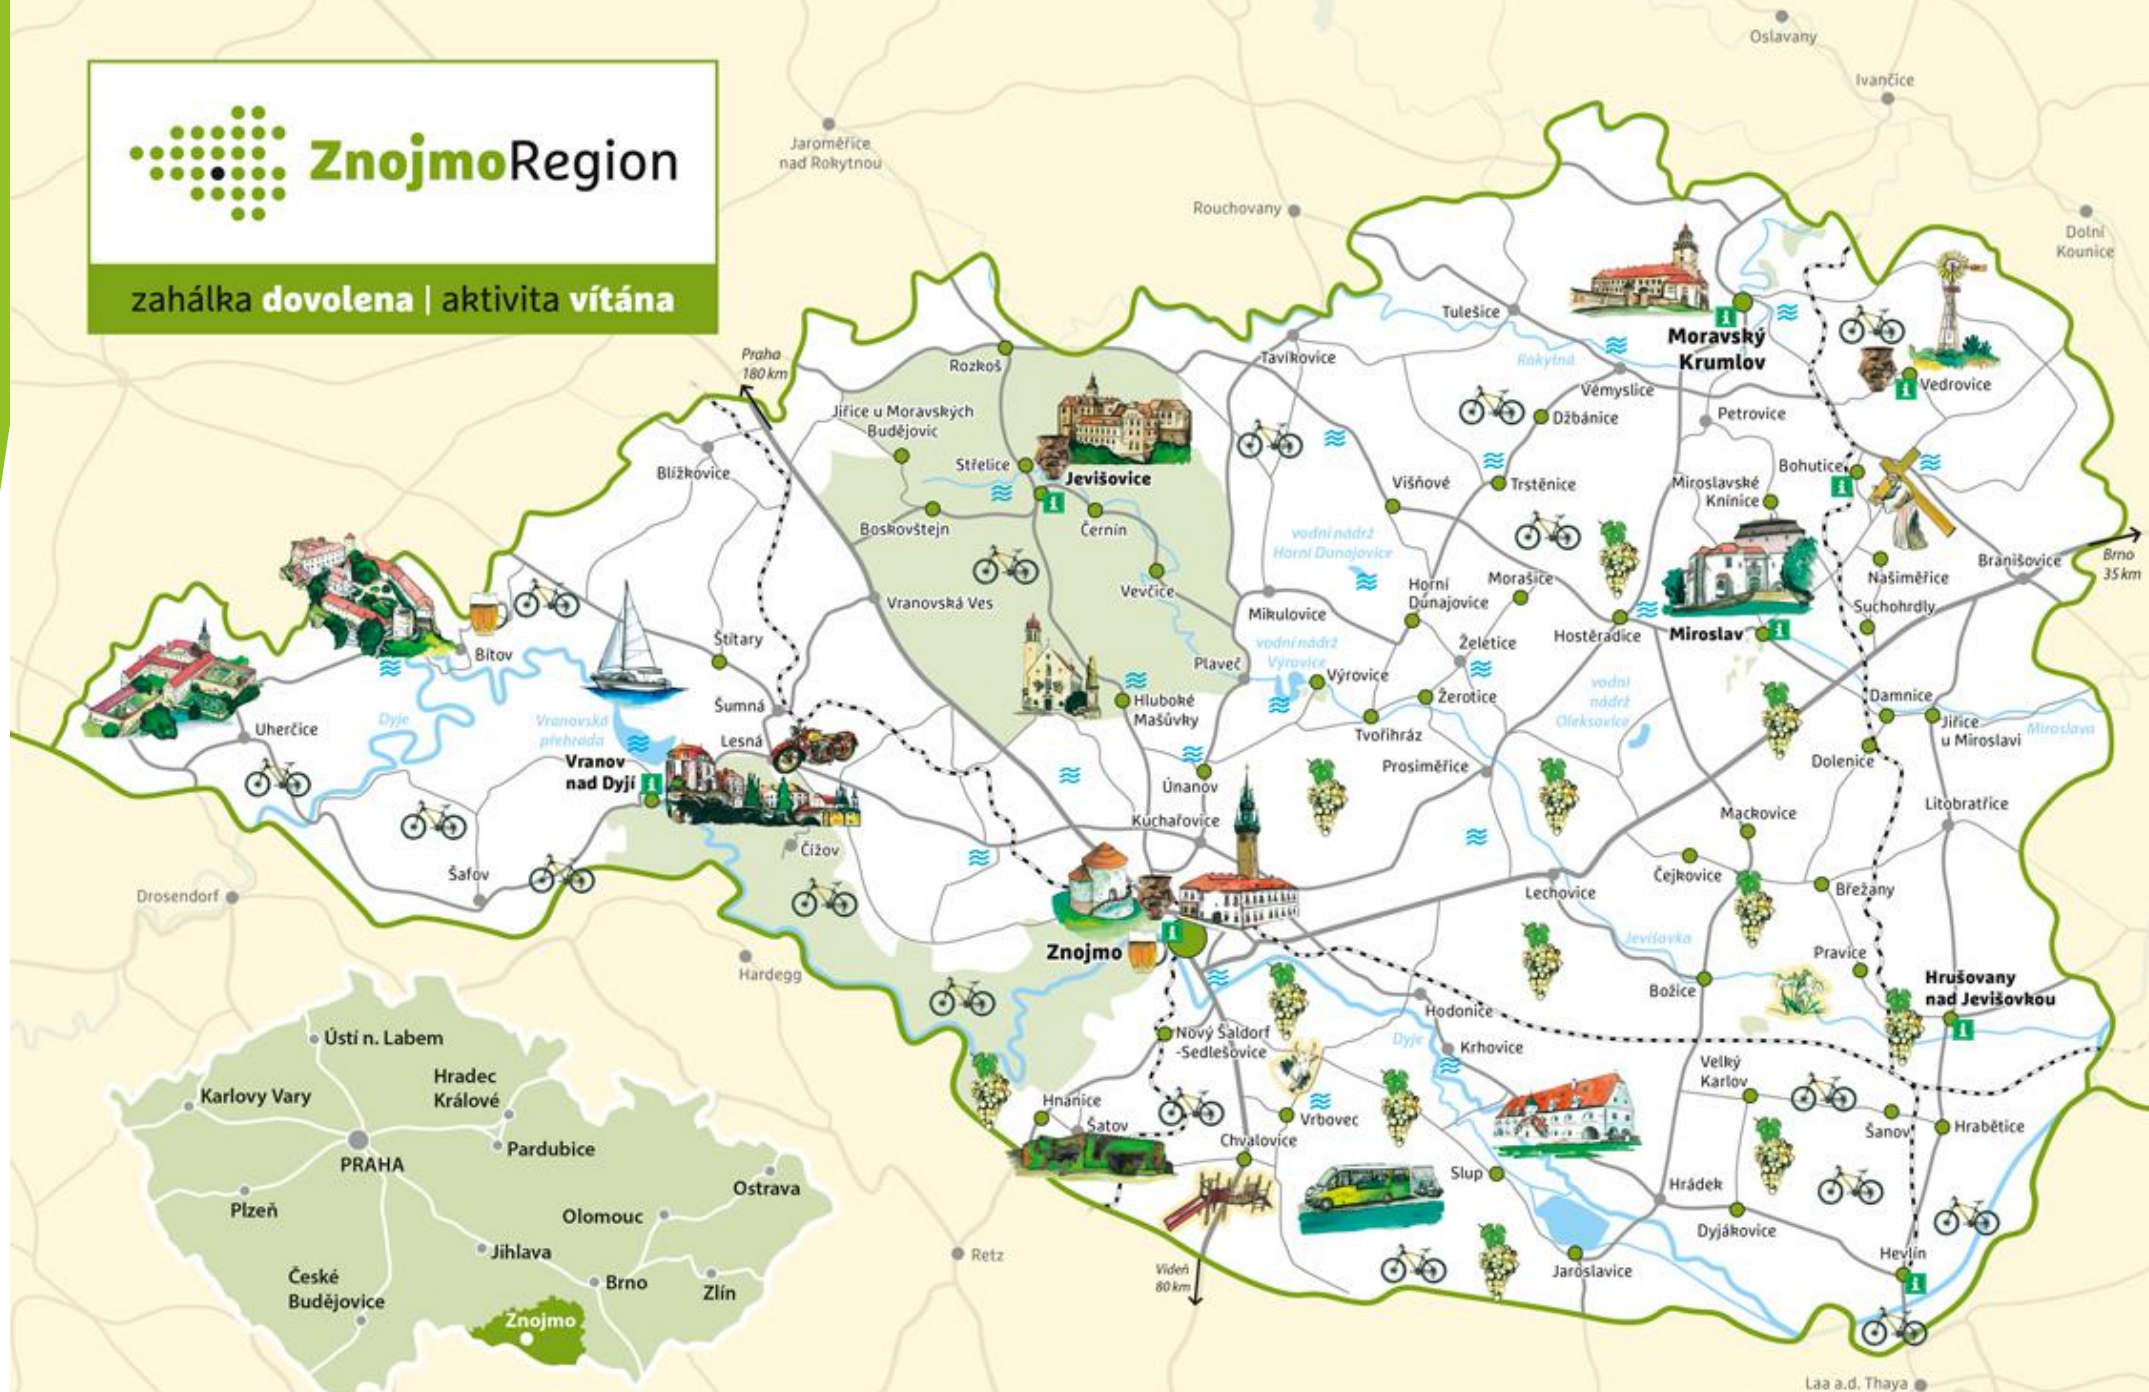 ZnojmoRegion
zahálka dovolena | aktivita vítána
Oslavany
Ivančice
Jaroměřice
nad Rokytnou
Rouchovany
Dolní
Kounice
Tulešice
Moravský
Krumlov
Praha
180 km
Rozkoš
Tavíkovice
Rokytná
Vémyslice
Vedrovice
Jiřice u Moravských
Budějovic
Džbánice
Petrovice
Blížkovice
Střelice
Jevišovice
Bohutice
Višňové
Trstěnice
Miroslavské
Knínice
Boskovštejn
Černín
vodní nádrž
Horní Dunajovice
Branišovice
Brno
35 km
Vevčice
Horní
Dunajovice
Morašice
Našiměřice
Vranovská Ves
Mikulovice
Suchohrdly
Štítary
Bítov
Želetice
Hostěradice
Miroslav
vodní nádrž
Výrovice
Plaveč
Výrovice
Žerotice
vodní
nádrž
Oleksovice
Damnice
Šumná
Hluboké
Mašůvky
Uherčice
Dyje
Vranovská
přehrada
Lesná
Tvořihráz
Jiřice
u Miroslavi
Miroslava
Vranov
nad Dyjí
Prosiměřice
Dolenice
Únanov
Litobratřice
Kuchařovice
Mackovice
Čížov
Šafov
Čejkovice
Břežany
Drosendorf
Lechovice
Znojmo
Jevišovka
Pravice
Hardegg
Božice
Hrušovany
nad Jevišovkou
Hodonice
Nový Šaldorf
-Sedlešovice
Dyje
Krhovice
Velký
Karlov
Hnanice
Šatov
Vrbovec
Chvalovice
Šanov
Hrabětice
Slup
Hrádek
Dyjákovice
Retz
Vídeň
80 km
Jaroslavice
Hevlín
Laa a.d. Thaya
Ústí n. Labem
Karlovy Vary
Hradec
Králové
PRAHA
Pardubice
Plzeň
Ostrava
Olomouc
Jihlava
České
Budějovice
Brno
Zlín
Znojmo